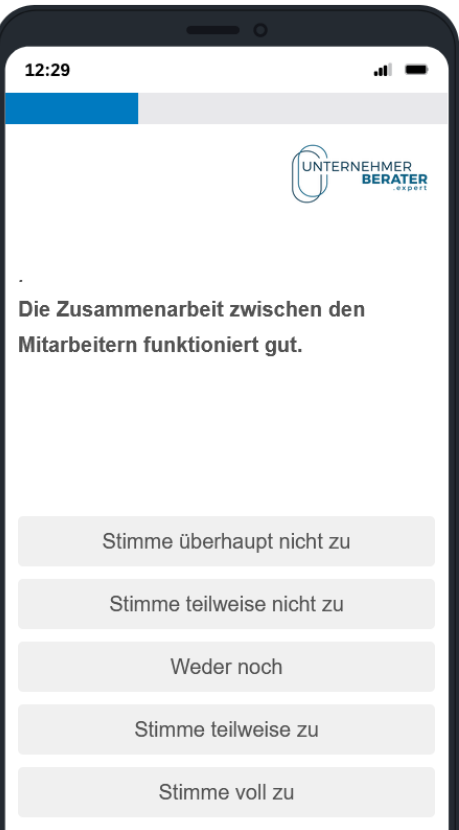 12:29
UNTERNEHMER
BERATER
.expert
.
Die Zusammenarbeit zwischen den
Mitarbeitern funktioniert gut.
Stimme überhaupt nicht zu
Stimme teilweise nicht zu
Weder noch
Stimme teilweise zu
Stimme voll zu